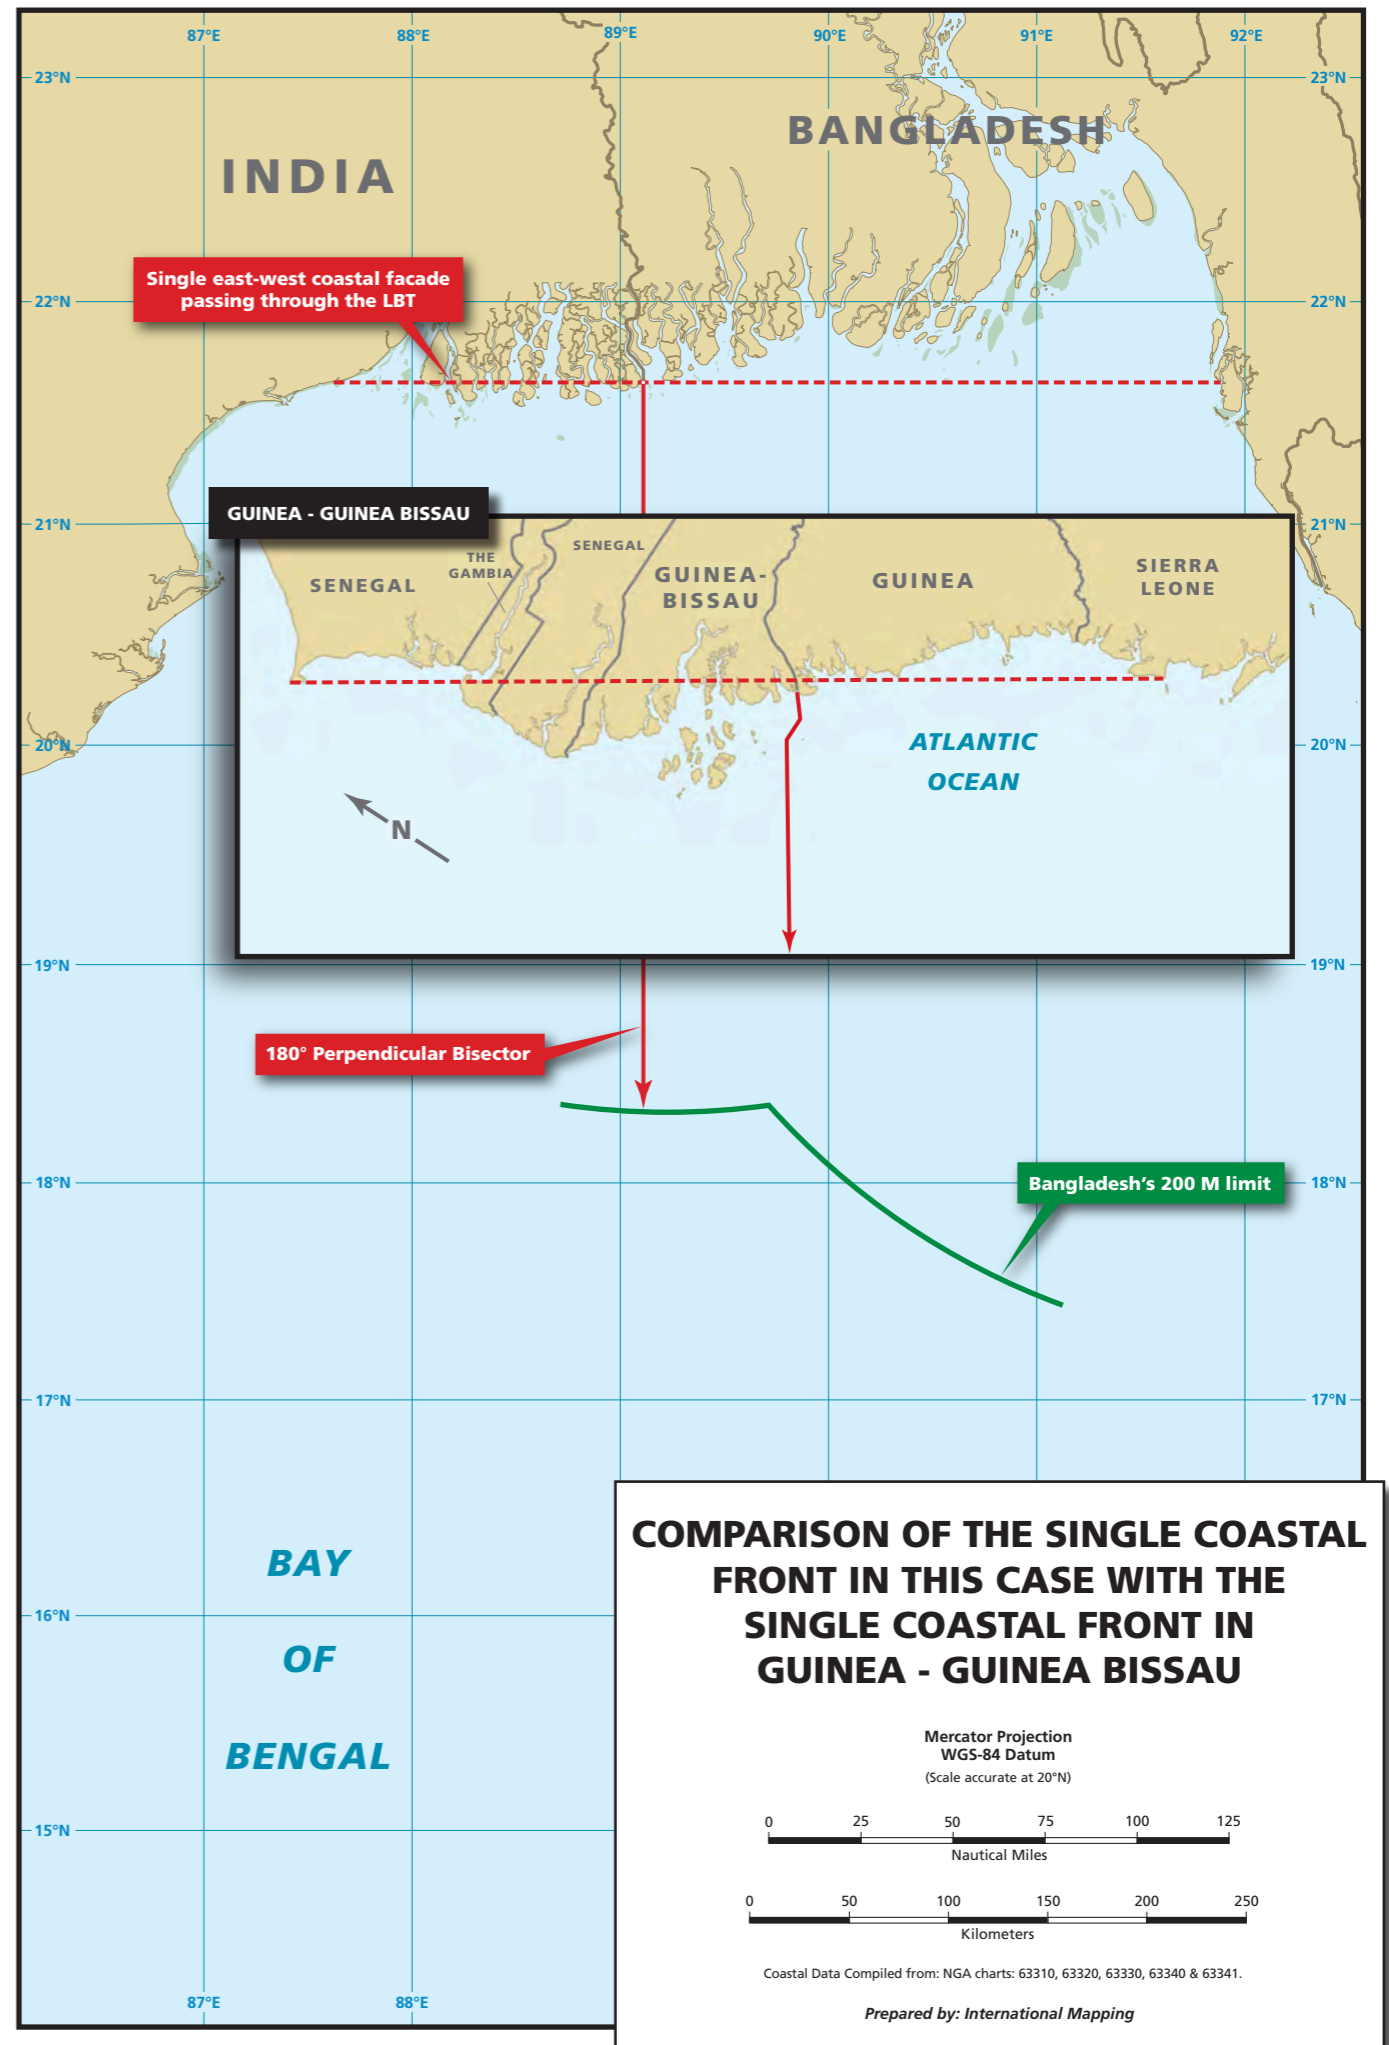 87°E
88°E
89°E
90°E
91°E
92°E
23°N
23°N
BANGLADESH
INDIA
Single east-west coastal facade
passing through the LBT
22°N
22°N
GUINEA - GUINEA BISSAU
21°N
21°N
SENEGAL
THE
GAMBIA
SENEGAL
GUINEA-
BISSAU
GUINEA
SIERRA
LEONE
ATLANTIC
OCEAN
20°N
20°N
N
19°N
19°N
180° Perpendicular Bisector
Bangladesh's 200 M limit
18°N
18°N
17°N
17°N
BAY
OF
BENGAL
16°N
15°N
87°E
88°E
COMPARISON OF THE SINGLE COASTAL
FRONT IN THIS CASE WITH THE
SINGLE COASTAL FRONT IN
GUINEA - GUINEA BISSAU
Mercator Projection
WGS-84 Datum
(Scale accurate at 20°N)
0 25 50 75 100 125
Nautical Miles
0 50 100 150 200 250
Kilometers
Coastal Data Compiled from: NGA charts: 63310, 63320, 63330, 63340 & 63341.
Prepared by: International Mapping